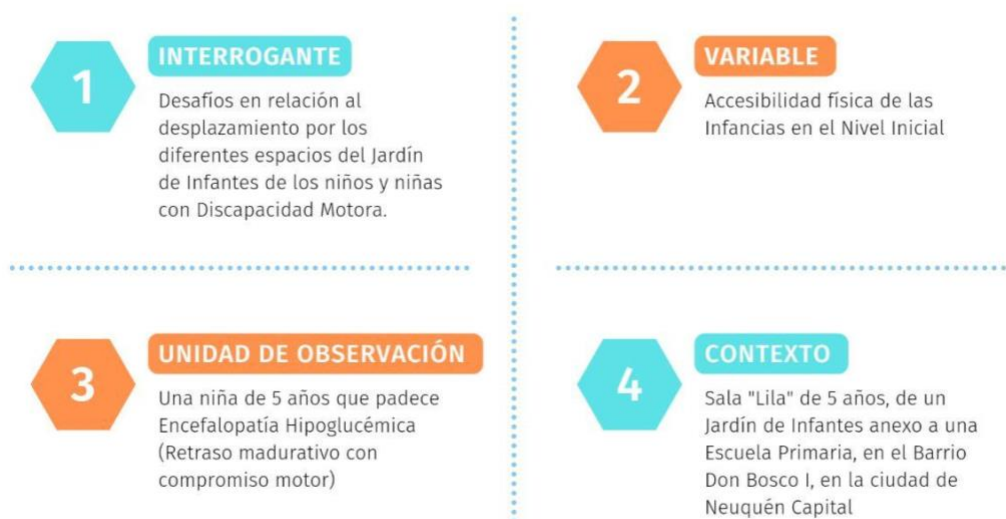 1
INTERROGANTE
Desafíos en relación al
desplazamiento por los
diferentes espacios del Jardín
de Infantes de los niños y niñas
con Discapacidad Motora.
2
VARIABLE
Accesibilidad física de las
Infancias en el Nivel Inicial
3
UNIDAD DE OBSERVACIÓN
Una niña de 5 años que padece
Encefalopatía Hipoglucémica
(Retraso madurativo con
compromiso motor)
4
CONTEXTO
Sala "Lila" de 5 años, de un
Jardín de Infantes anexo a una
Escuela Primaria, en el Barrio
Don Bosco I, en la ciudad de
Neuquén Capital